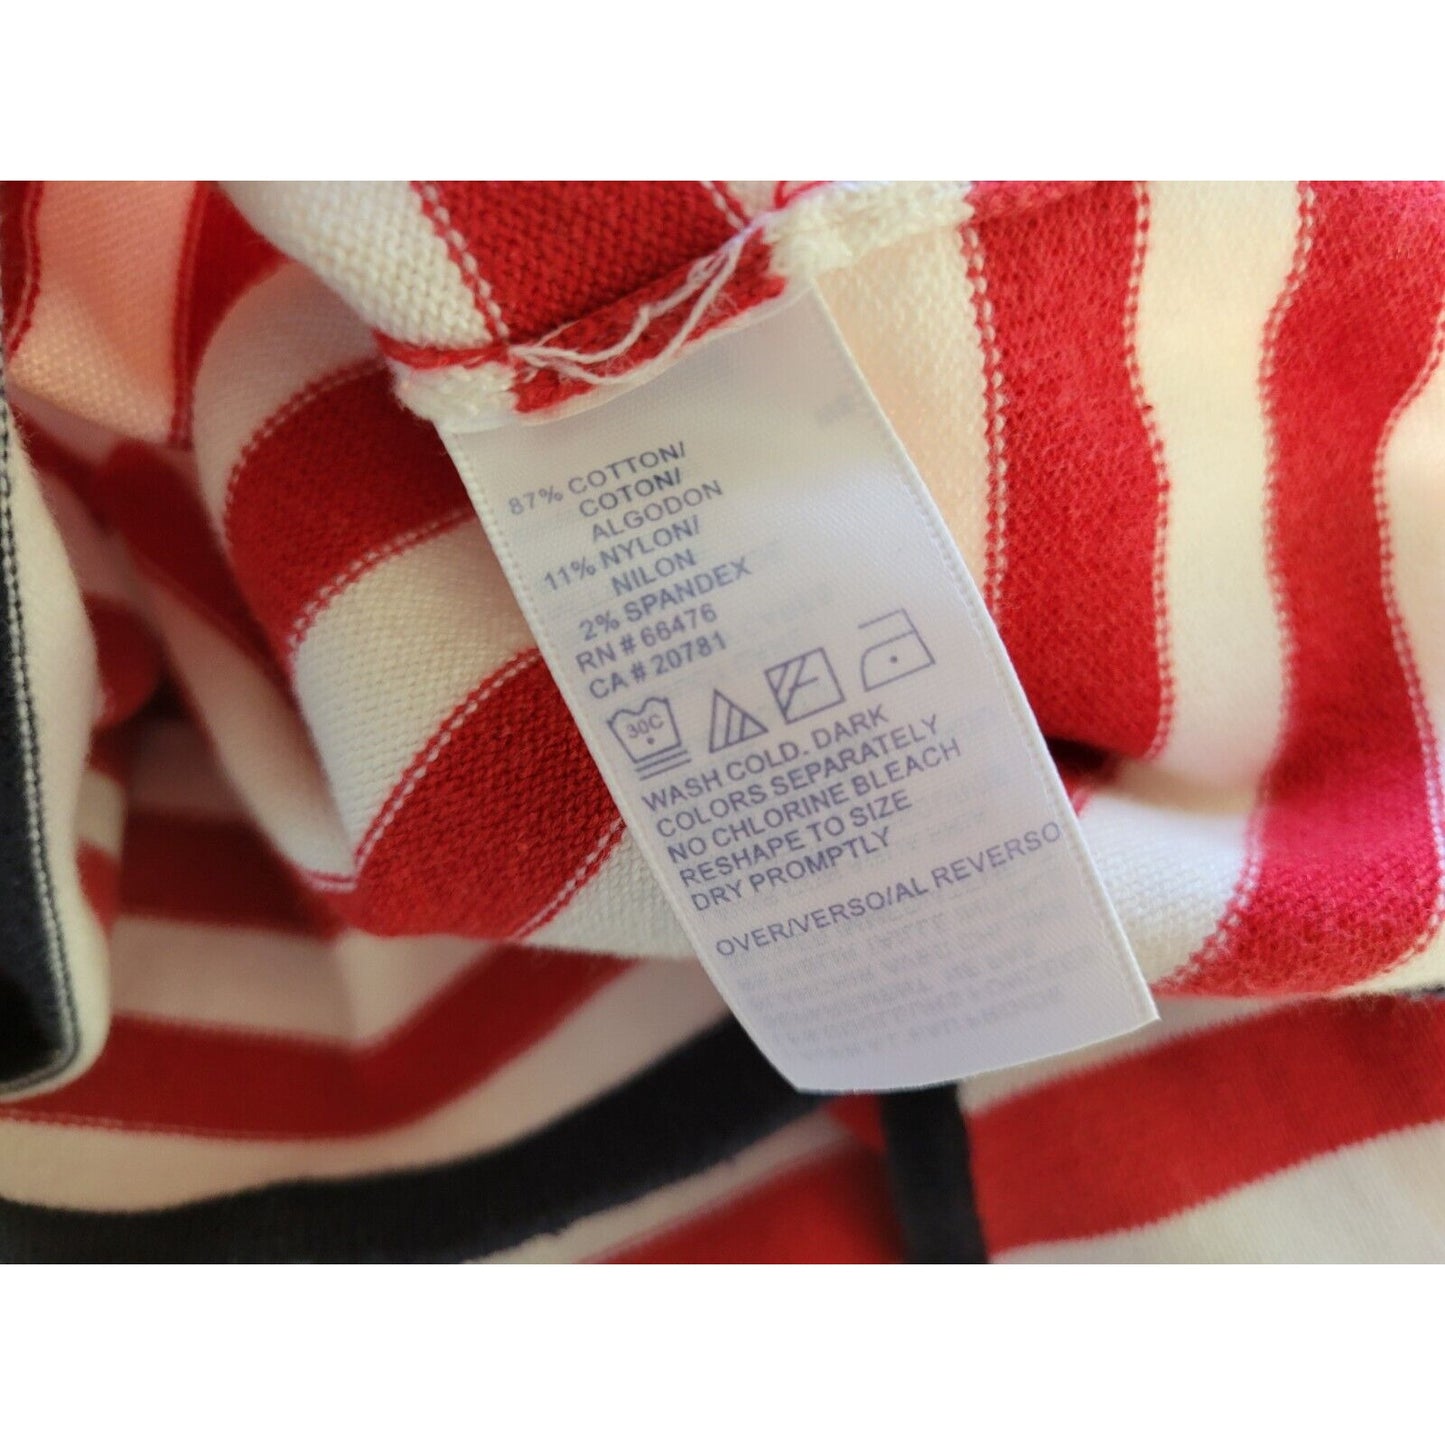 87% COTTON/
COTON/
ALGODON
11% NYLON/
NILON
2% SPANDEX
RN # 66476
CA # 20781
30C
WASH COLD. DARK
COLORS SEPARATELY
NO CHLORINE BLEACH
RESHAPE TO SIZE
DRY PROMPTLY
OVER/VERSO/AL REVERSO